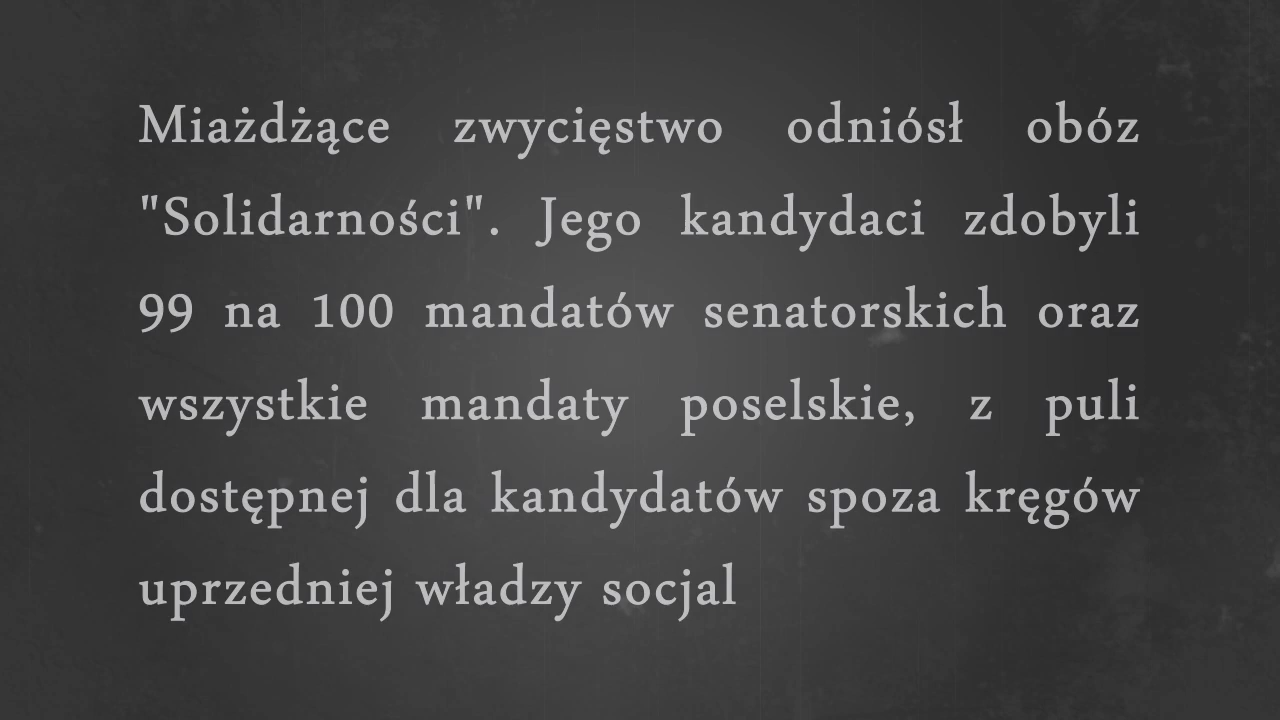 Miażdżące zwycięstwo odniósł obóz
"Solidarności". Jego kandydaci zdobyli
99 na 100 mandatów senatorskich oraz
wszystkie mandaty poselskie, z puli
dostępnej dla kandydatów spoza kręgów
uprzedniej władzy socjal